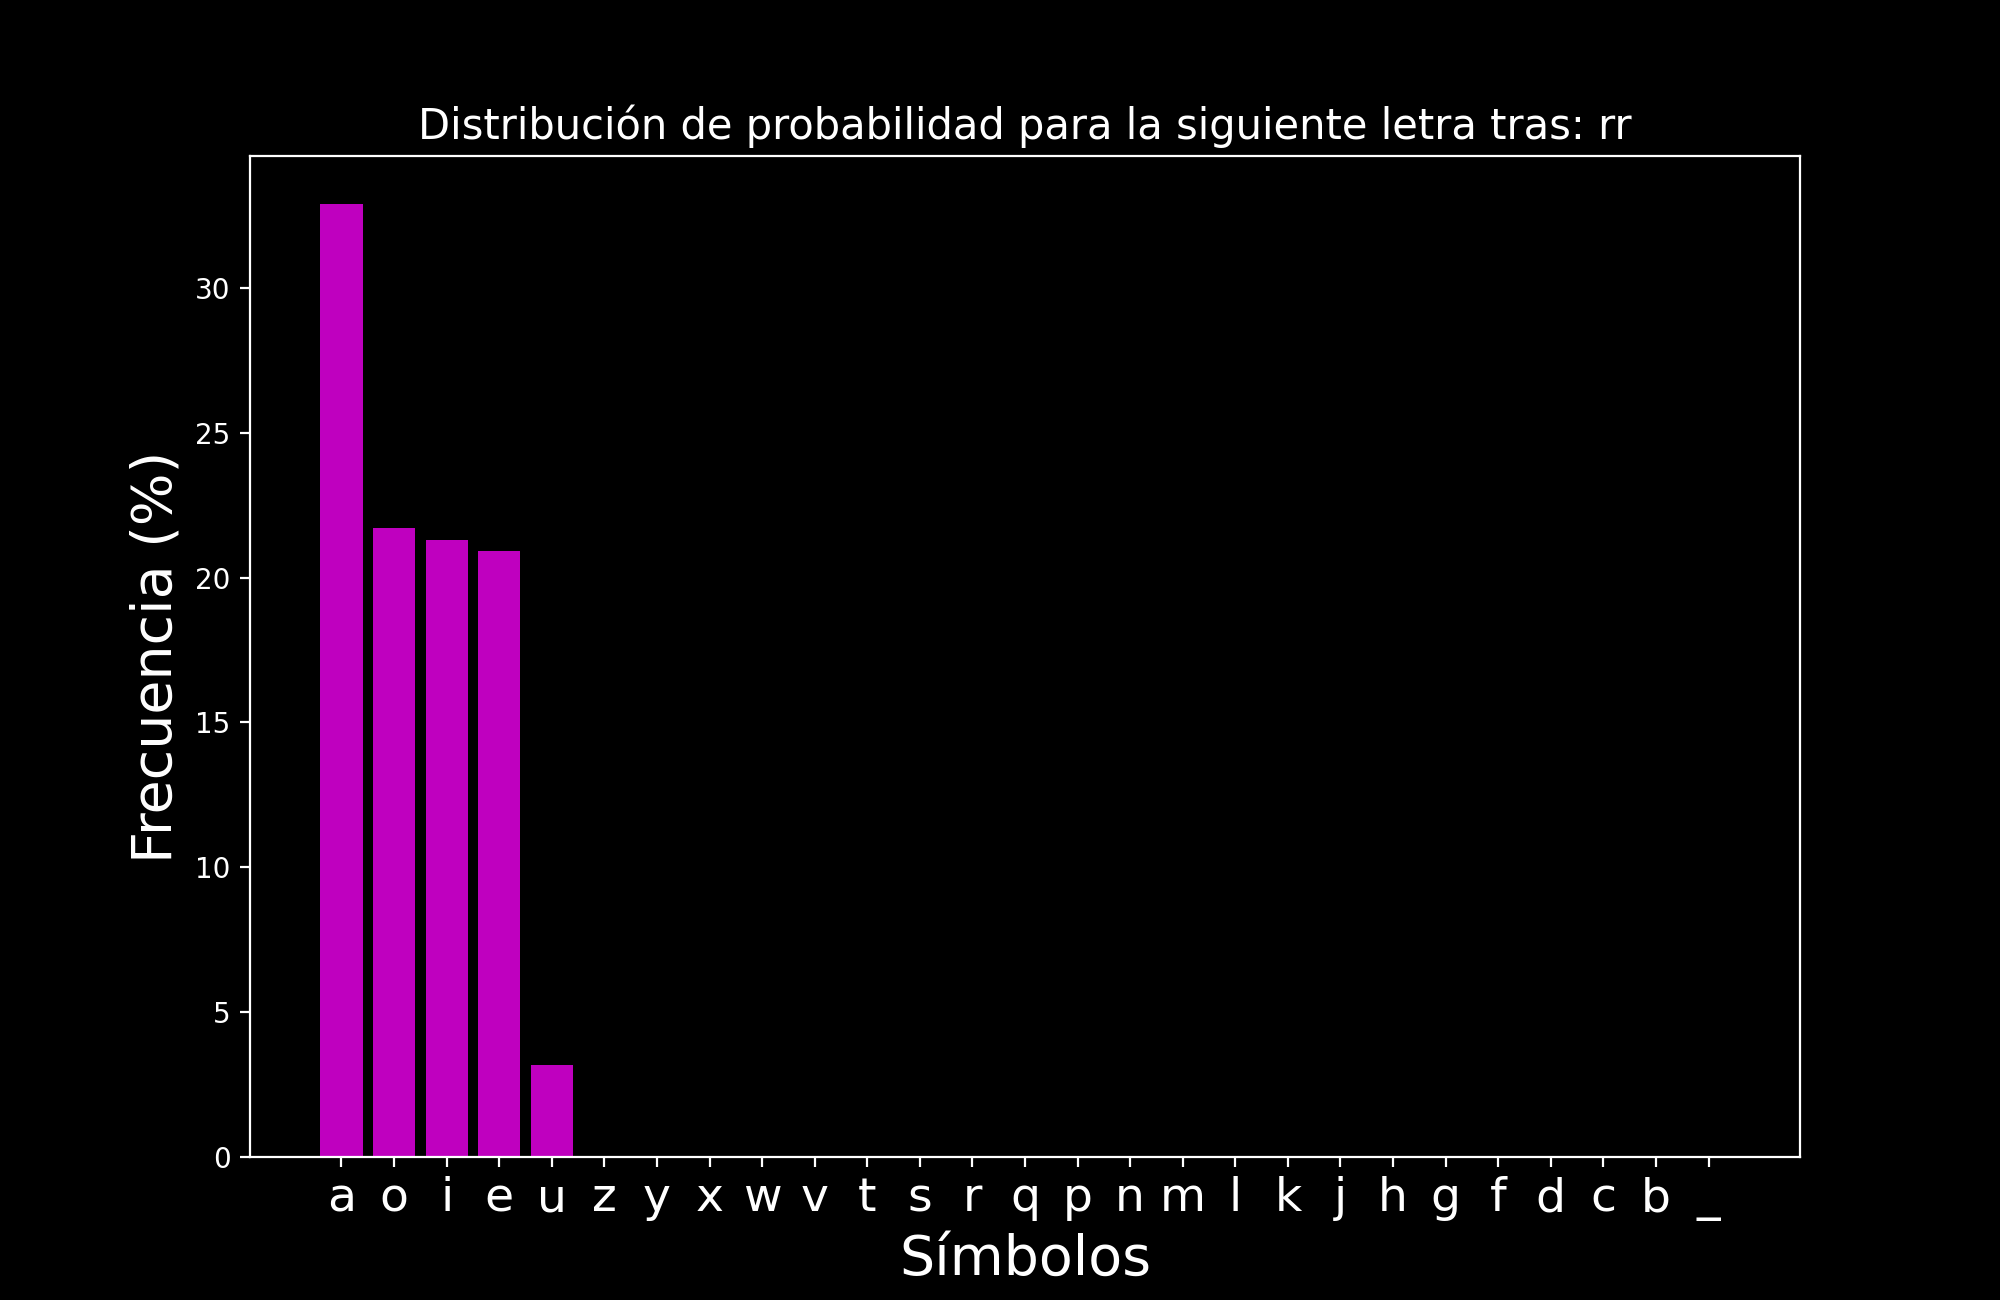 Distribución de probabilidad para la siguiente letra tras: rr
Frecuencia (%)
30
25
20
15
10
5
0
a o i e u z y x w v t s r q p n m l k j h g f d c b _
Símbolos